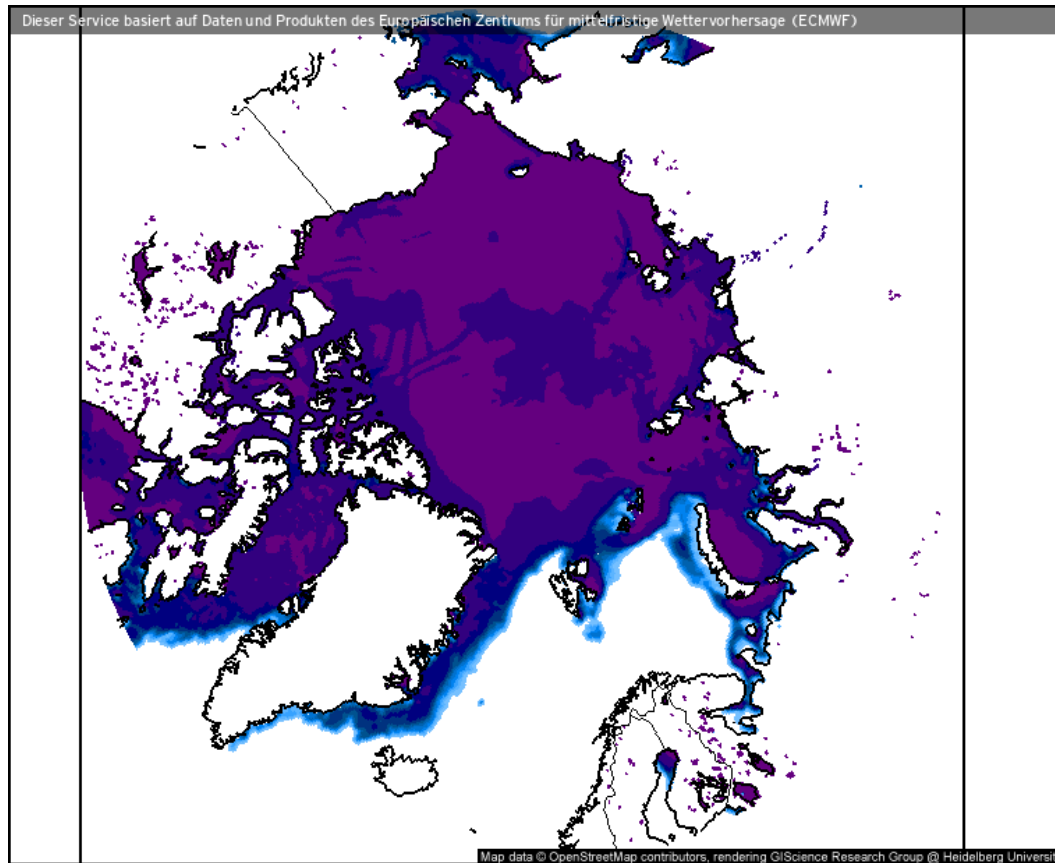 Dieser Service basiert auf Daten und Produkten des Europäischen Zentrums für mittelfristige Wettervorhersage (ECMWF)
Map data © OpenStreetMap contributors, rendering GIScience Research Group @ Heidelberg Universit